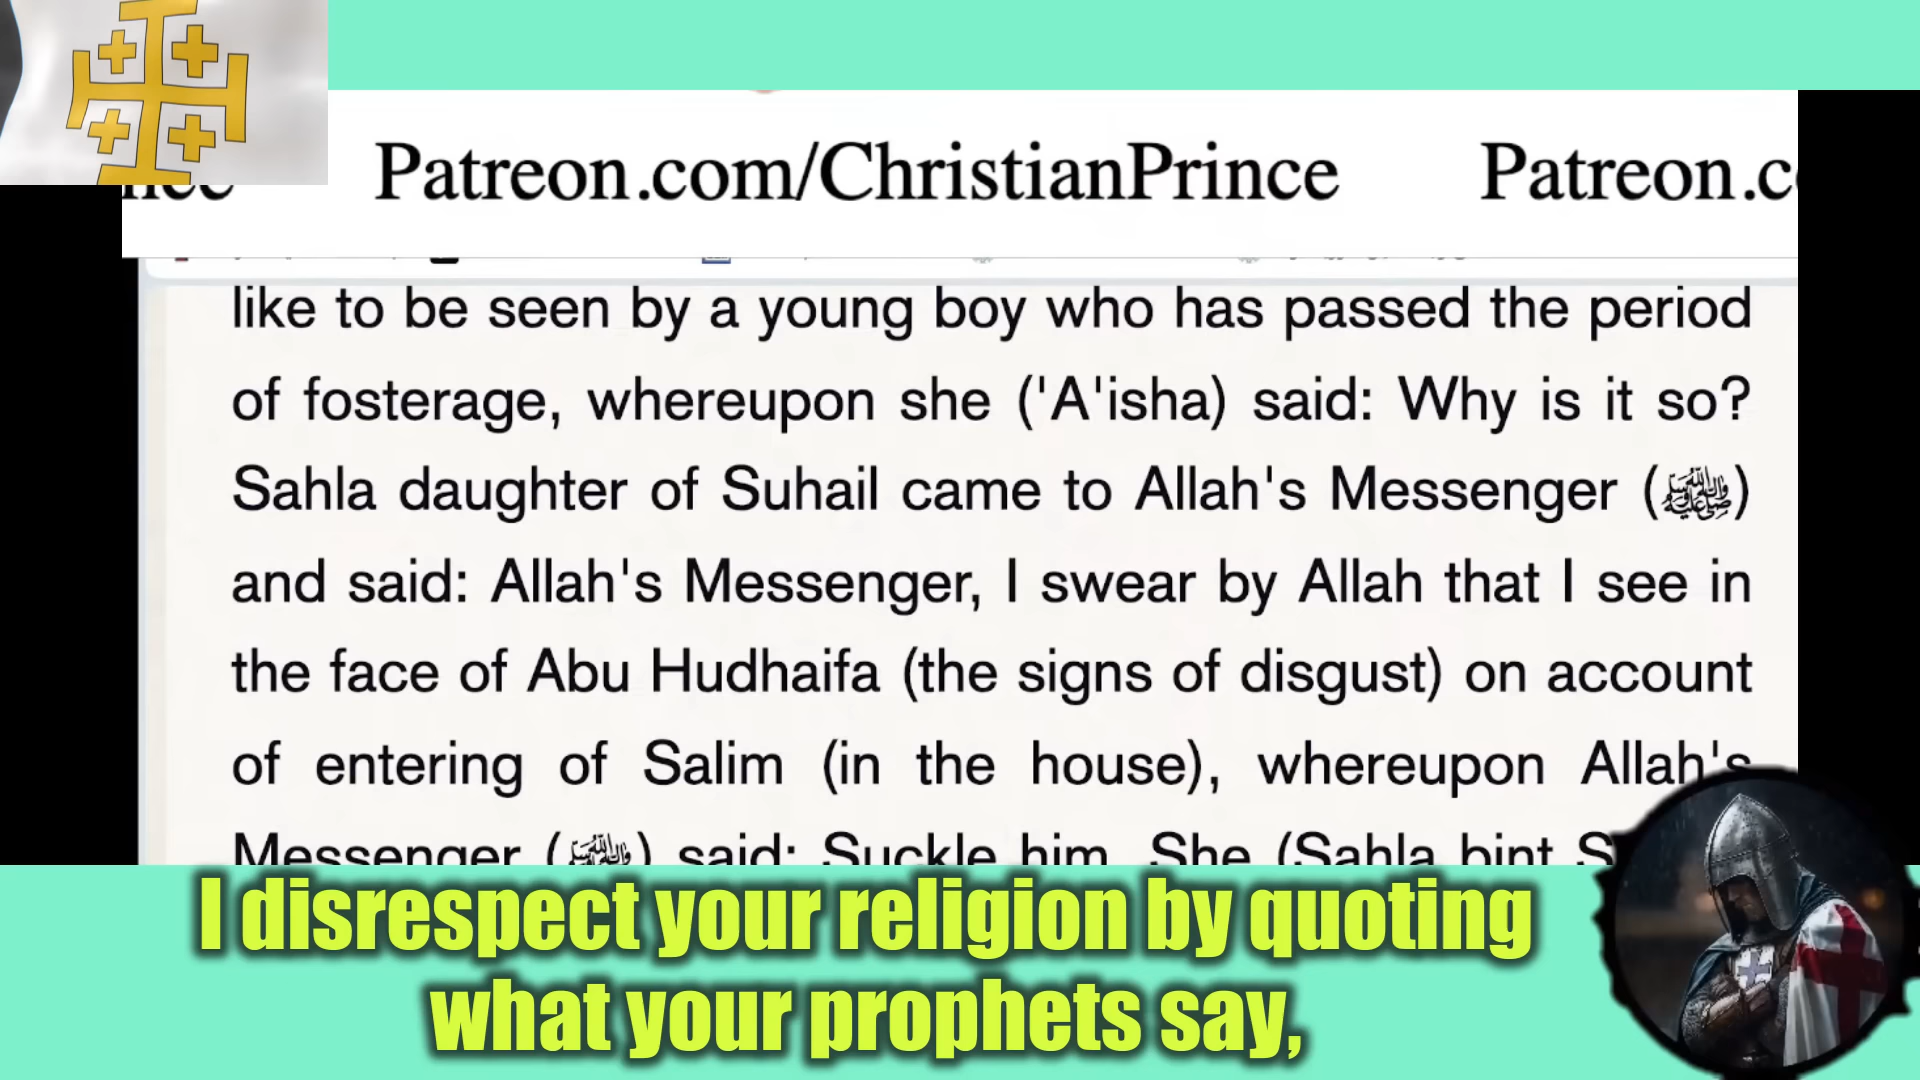 Patreon.com/ChristianPrince Patreon.c
like to be seen by a young boy who has passed the period
of fosterage, whereupon she ('A'isha) said: Why is it so?
Sahla daughter of Suhail came to Allah's Messenger (ﷺ)
and said: Allah's Messenger, I swear by Allah that I see in
the face of Abu Hudhaifa (the signs of disgust) on account
of entering of Salim (in the house), whereupon Allah's
Messenger (ﷺ) said: Suckle him. She (Sahla bint
I disrespect your religion by quoting
what your prophets say,